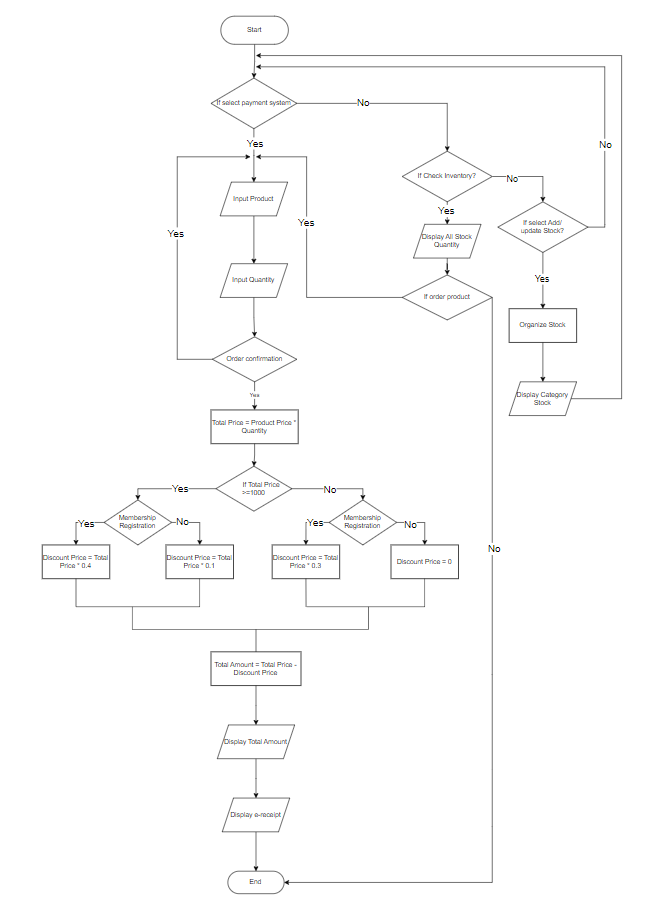 Start
If select payment system
No
Yes
No
If Check Inventory?
No
Input Product
Yes
Yes
Yes
If select Add/
update Stock?
Display All Stock
Quantity
Yes
Input Quantity
If order product
Organize Stock
Order confirmation
Yes
Display Category
Stock
Total Price = Product Price *
Quantity
If Total Price
>=1000
Yes
No
Membership
Registration
Yes
No
Membership
Registration
Yes
No
No
Discount Price = Total
Price * 0.4
Discount Price = Total
Price * 0.1
Discount Price = Total
Price * 0.3
Discount Price = 0
Total Amount = Total Price -
Discount Price
Display Total Amount
Display e-receipt
End